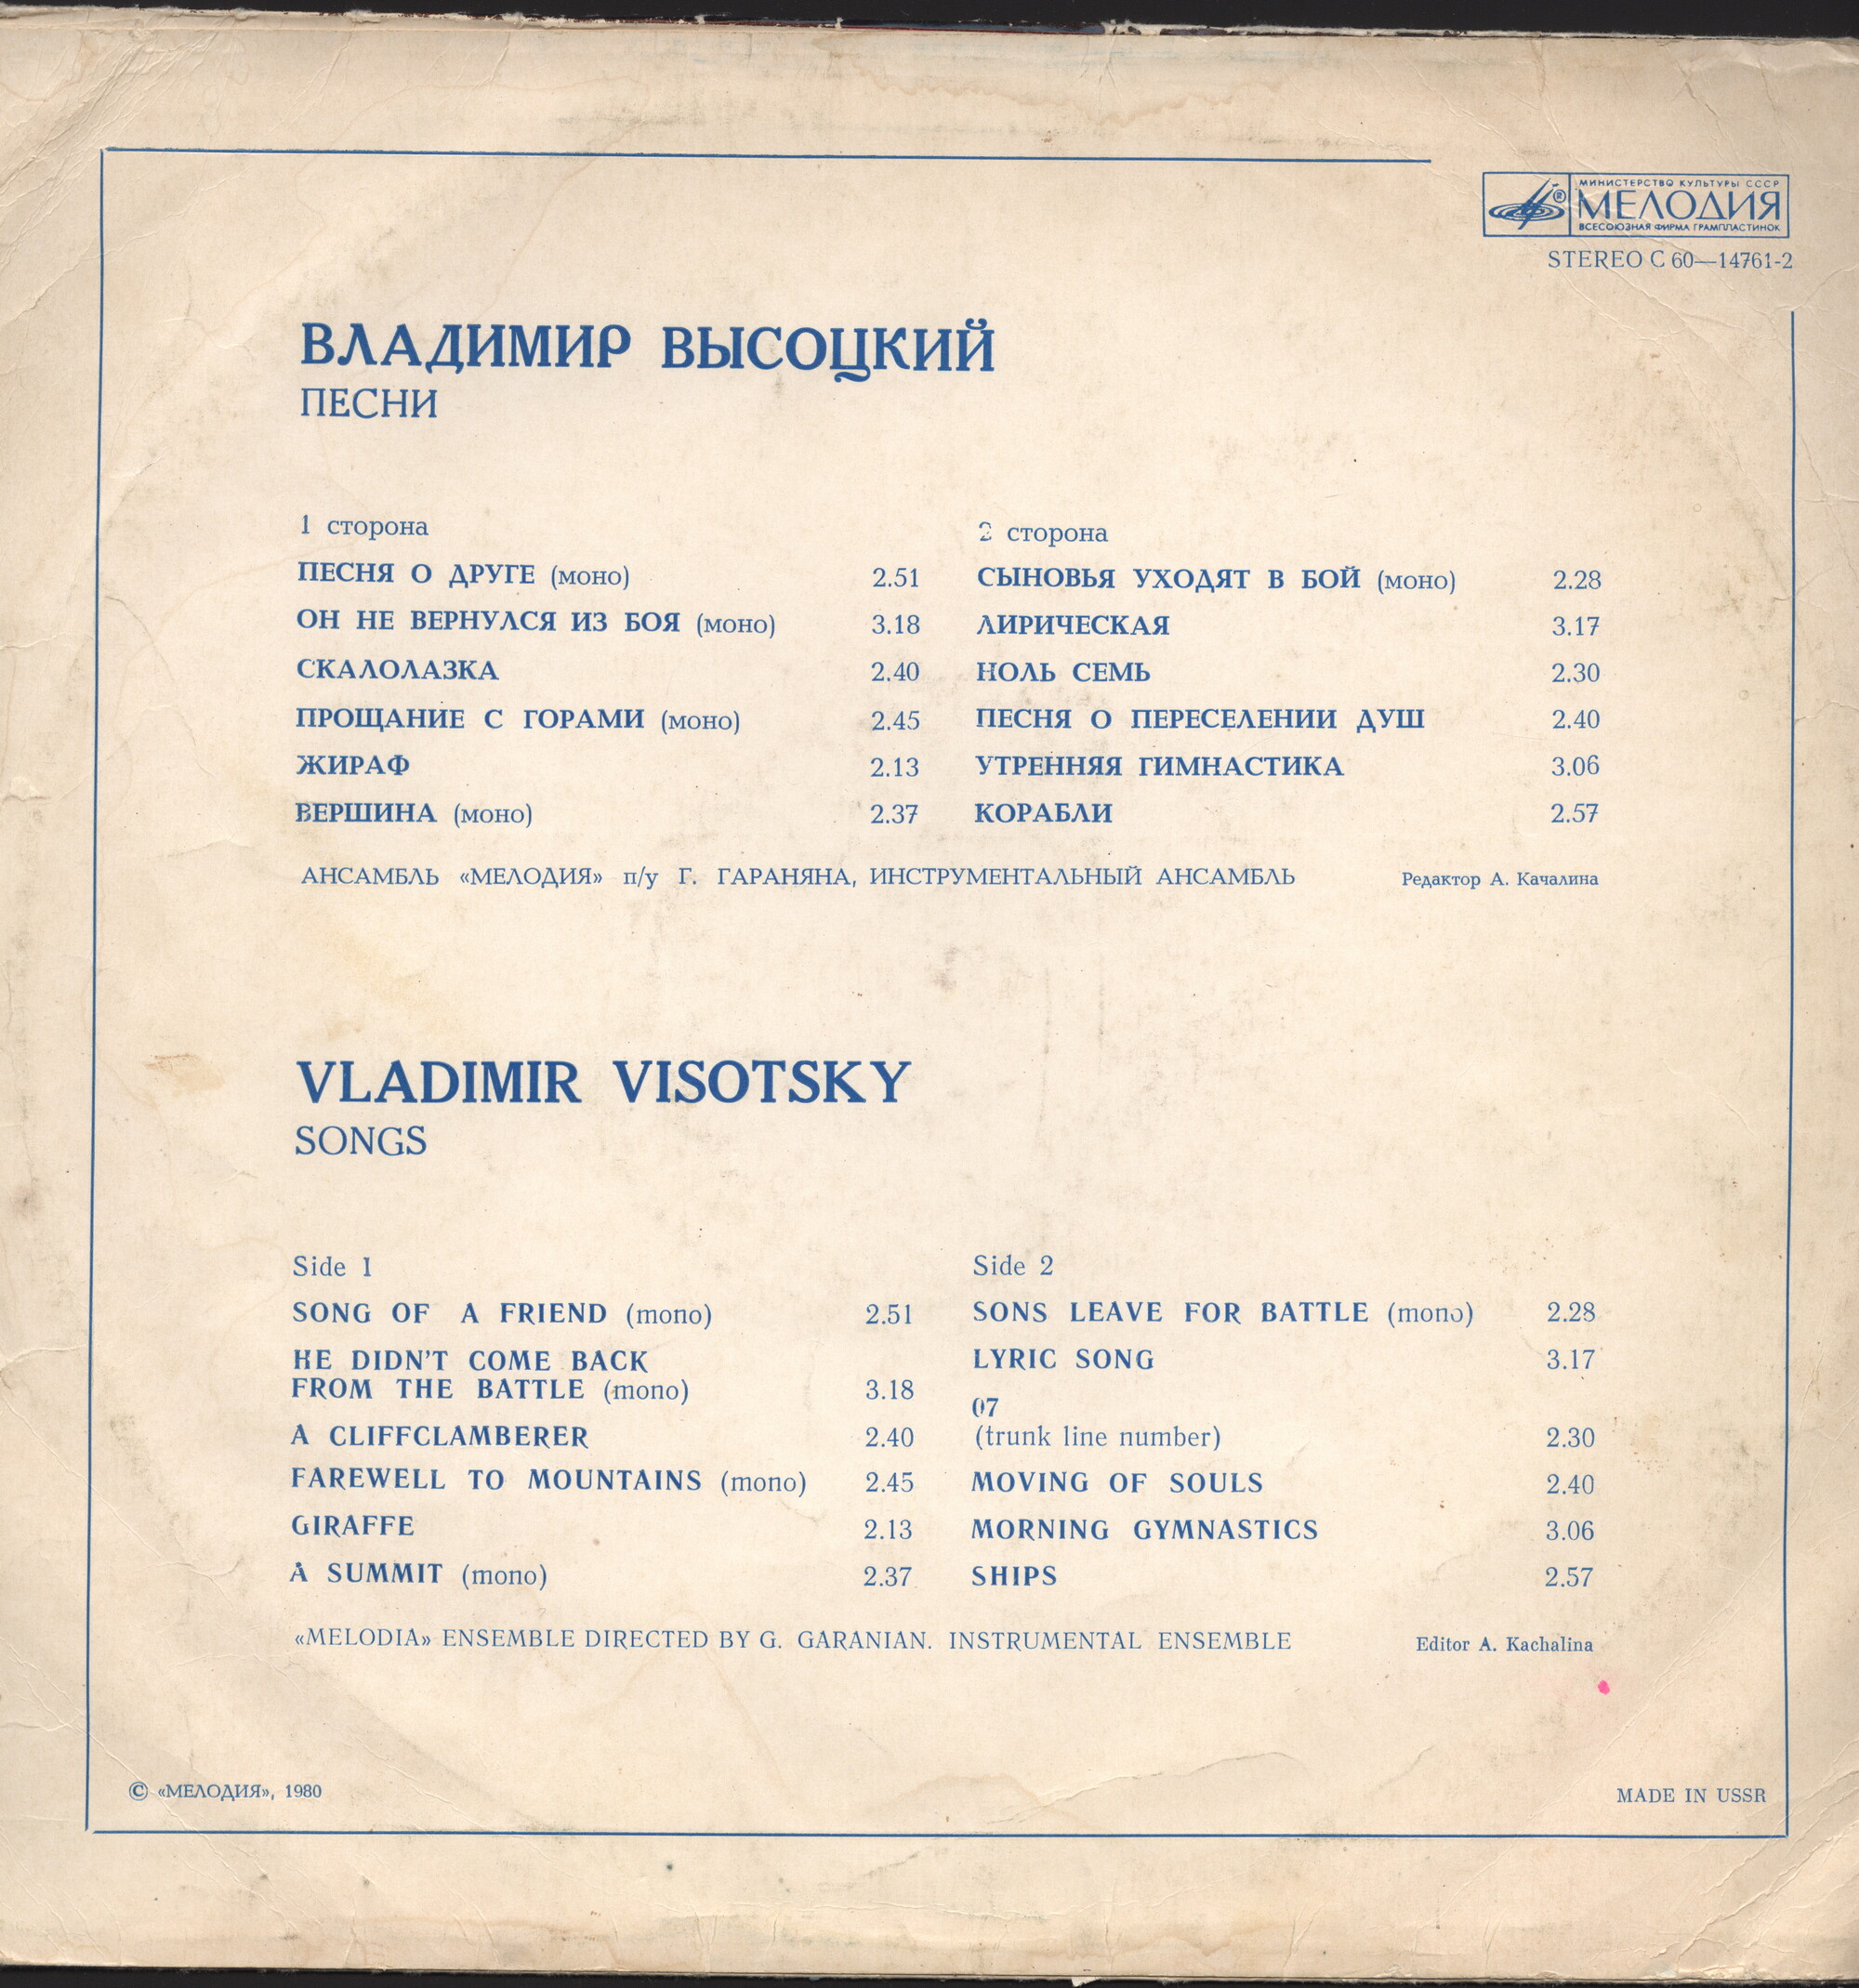 МИНИСТЕРСТВО КУЛЬТУРЫ СССР
МЕЛОДИЯ
ВСЕСОЮЗНАЯ ФИРМА ГРАМПЛАСТИНОК
STEREO С 60—14761-2
ВЛАДИМИР ВЫСОЦКИЙ
ПЕСНИ
1 сторона
ПЕСНЯ О ДРУГЕ (моно) 2.51
ОН НЕ ВЕРНУЛСЯ ИЗ БОЯ (моно) 3.18
СКАЛОЛАЗКА 2.40
ПРОЩАНИЕ С ГОРАМИ (моно) 2.45
ЖИРАФ 2.13
ВЕРШИНА (моно) 2.37
2 сторона
СЫНОВЬЯ УХОДЯТ В БОЙ (моно) 2.28
ЛИРИЧЕСКАЯ 3.17
НОЛЬ СЕМЬ 2.30
ПЕСНЯ О ПЕРЕСЕЛЕНИИ ДУШ 2.40
УТРЕННЯЯ ГИМНАСТИКА 3.06
КОРАБЛИ 2.57
АНСАМБЛЬ «МЕЛОДИЯ» п/у Г. ГАРАНЯНА, ИНСТРУМЕНТАЛЬНЫЙ АНСАМБЛЬ
Редактор А. Качалина
VLADIMIR VISOTSKY
SONGS
Side 1
SONG OF A FRIEND (mono) 2.51
HE DIDN'T COME BACK
FROM THE BATTLE (mono) 3.18
A CLIFFCLAMBERER 2.40
FAREWELL TO MOUNTAINS (mono) 2.45
GIRAFFE 2.13
A SUMMIT (mono) 2.37
Side 2
SONS LEAVE FOR BATTLE (mono) 2.28
LYRIC SONG 3.17
07
(trunk line number) 2.30
MOVING OF SOULS 2.40
MORNING GYMNASTICS 3.06
SHIPS 2.57
«MELODIA» ENSEMBLE DIRECTED BY G. GARANIAN. INSTRUMENTAL ENSEMBLE
Editor A. Kachalina
© «МЕЛОДИЯ», 1980
MADE IN USSR